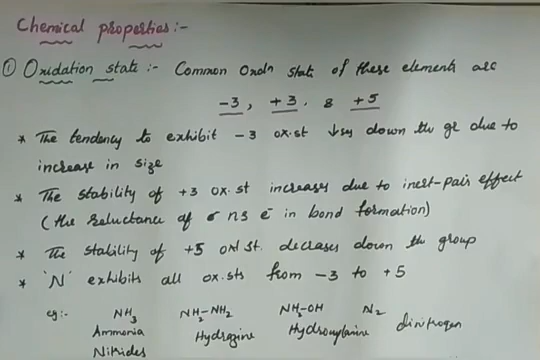 Chemical properties:-
① Oxidation state :- Common Oxdn state of these elements are
-3, +3, & +5
* The tendency to exhibit -3 ox.st ↓ses down the gr due to
increase in size
* The stability of +3 ox.st increases due to inert-pair effect
(the reluctance of ns e⁻ in bond formation)
* The stability of +5 oxd st. decrases down the group
* 'N' exhibits all ox.sts from -3 to +5
eg:- NH₃ NH₂-NH₂ NH₂-OH N₂
Ammonia Hydrazine Hydroxylamine dinitrogen
Nitrides